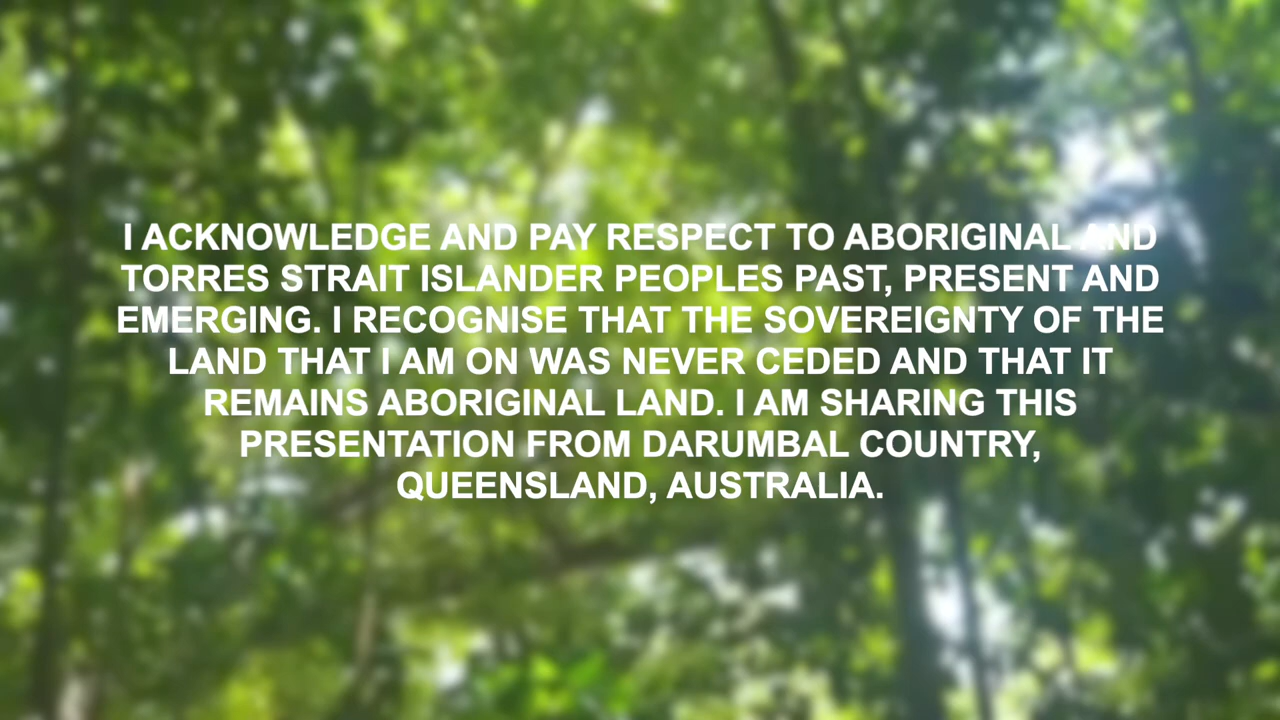 I ACKNOWLEDGE AND PAY RESPECT TO ABORIGINAL AND
TORRES STRAIT ISLANDER PEOPLES PAST, PRESENT AND
EMERGING. I RECOGNISE THAT THE SOVEREIGNTY OF THE
LAND THAT I AM ON WAS NEVER CEDED AND THAT IT
REMAINS ABORIGINAL LAND. I AM SHARING THIS
PRESENTATION FROM DARUMBAL COUNTRY,
QUEENSLAND, AUSTRALIA.